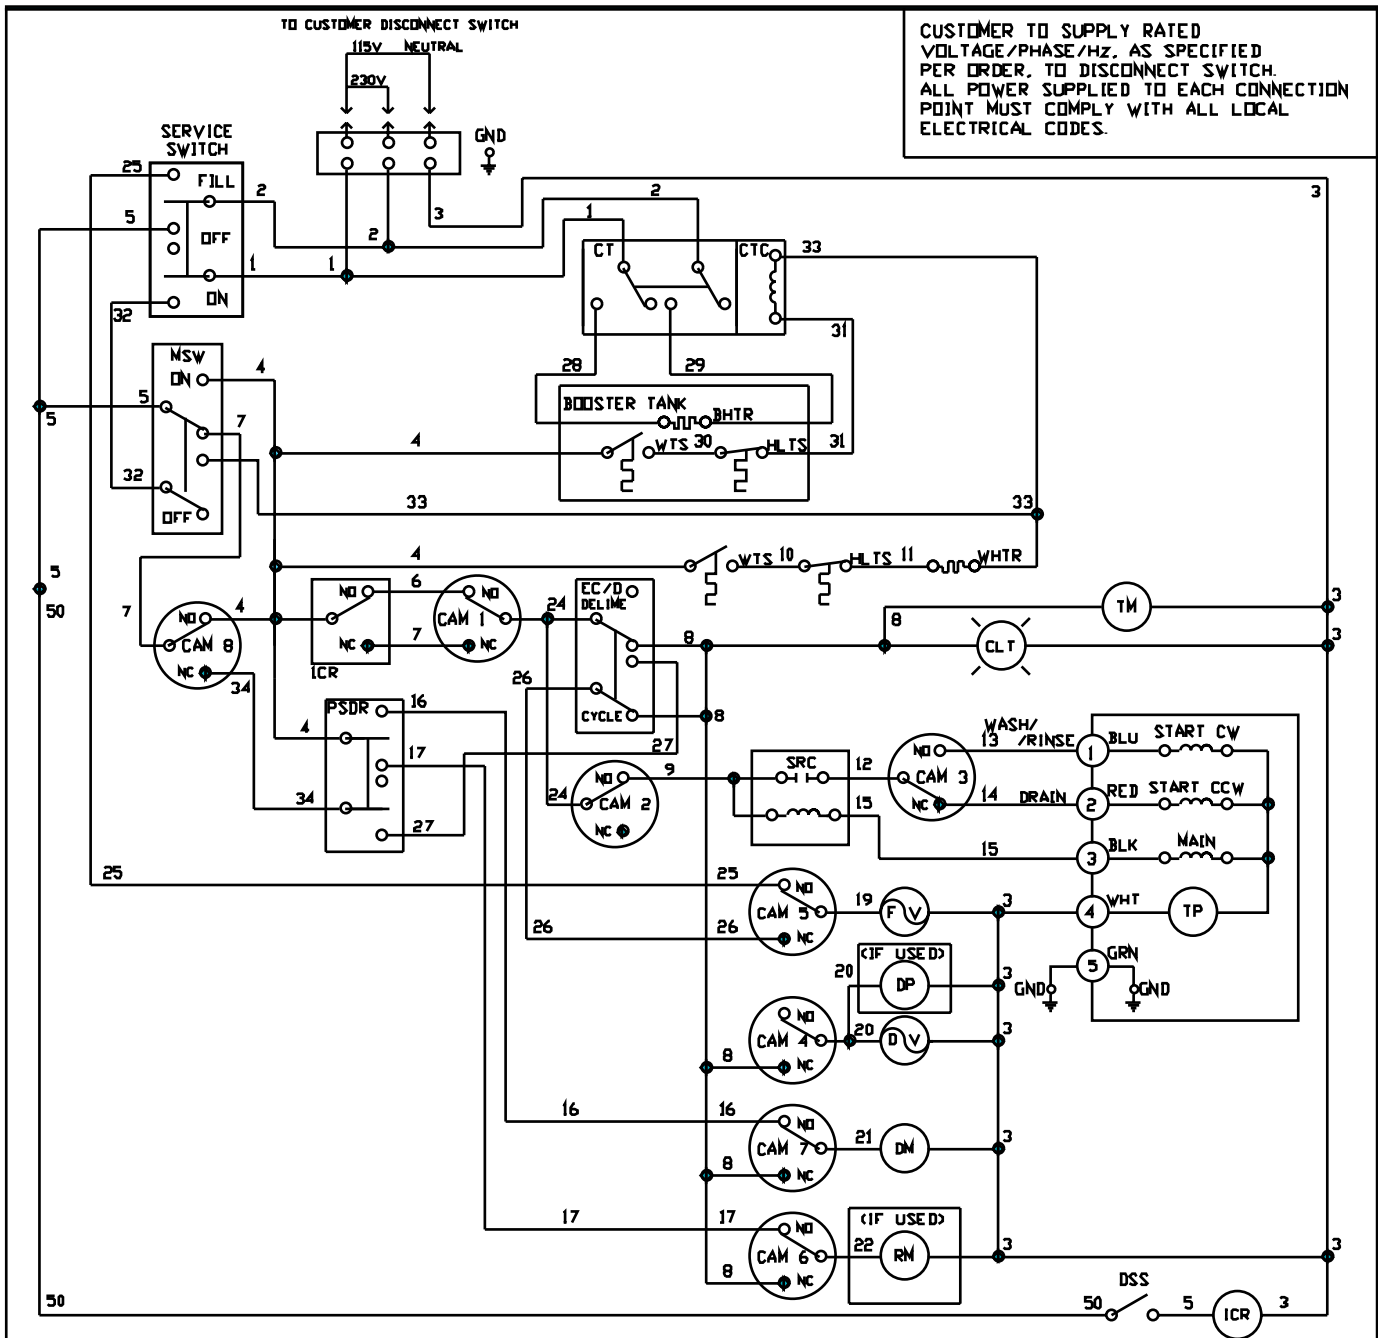 TO CUSTOMER DISCONNECT SWITCH
115V NEUTRAL
230V
GND
CUSTOMER TO SUPPLY RATED
VOLTAGE/PHASE/Hz, AS SPECIFIED
PER ORDER, TO DISCONNECT SWITCH.
ALL POWER SUPPLIED TO EACH CONNECTION
POINT MUST COMPLY WITH ALL LOCAL
ELECTRICAL CODES.
SERVICE
SWITCH
25
FILL
2
2
3
5
3
1
OFF
2
1
1
CT
CTC
33
ON
32
31
MSW
28
29
ON
4
5
BOOSTER TANK
BHTR
5
7
4
WTS 30
HLTS
31
32
33
33
OFF
4
WTS 10
HLTS 11
WHTR
5
50
7
NO
4
CAM 8
NC
34
NO
6
NC
7
ICR
NO
CAM 1
NC
24
EC/D
DELIME
8
8
TM
3
CLT
3
26
CYCLE
8
27
PSDR
16
4
17
34
27
NO
9
24
CAM 2
NC
SRC
12
15
NO
CAM 3
NC
WASH/
13 /RINSE
14 DRAIN
15
1
BLU
START CW
2
RED
START CCW
3
BLK
MAIN
4
WHT
TP
5
GRN
GND
GND
25
25
NO
CAM 5
19
FV
3
26
26
NC
(IF USED)
20
DP
3
NO
CAM 4
20
DV
3
8
NC
16
16
NO
CAM 7
21
DM
3
8
NC
17
17
NO
(IF USED)
CAM 6
22
RM
3
3
8
NC
50
DSS
50
5
ICR
3